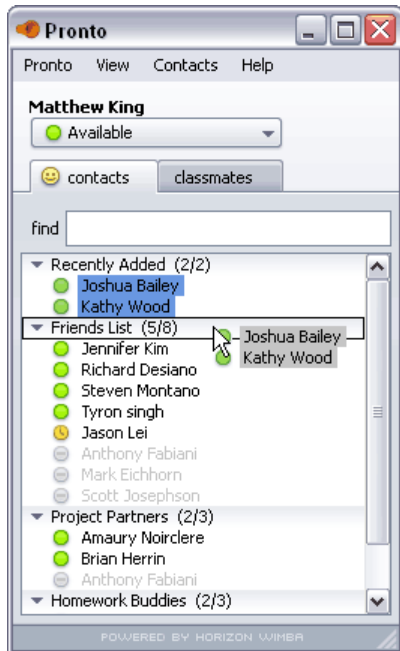 Pronto
Pronto View Contacts Help
Matthew King
Available
contacts classmates
find
Recently Added (2/2)
Joshua Bailey
Kathy Wood
Friends List (5/8)
Joshua Bailey
Kathy Wood
Jennifer Kim
Richard Desiano
Steven Montano
Tyron singh
Jason Lei
Anthony Fabiani
Mark Eichhorn
Scott Josephson
Project Partners (2/3)
Amaury Noirclere
Brian Herrin
Anthony Fabiani
Homework Buddies (2/3)
POWERED BY HORIZON WIMBA